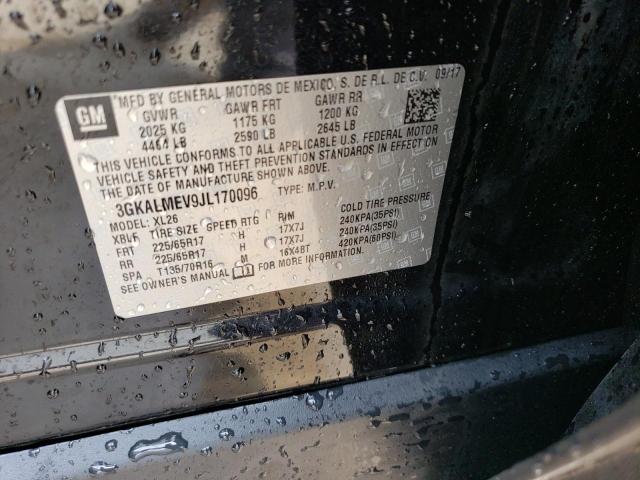 GM
MFD BY GENERAL MOTORS DE MEXICO, S. DE R.L. DE C.V. 09/17
GVWR GAWR FRT GAWR RR
2025 KG 1175 KG 1200 KG
4464 LB 2590 LB 2645 LB
THIS VEHICLE CONFORMS TO ALL APPLICABLE U.S. FEDERAL MOTOR
VEHICLE SAFETY AND THEFT PREVENTION STANDARDS IN EFFECT ON
THE DATE OF MANUFACTURE SHOWN ABOVE.
3GKALMEV9JL170096 TYPE: M.P.V.
MODEL: XL26
XBLE TIRE SIZE SPEED RTG RIM COLD TIRE PRESSURE
FRT 225/65R17 H 17X7J 240KPA(35PSI)
RR 225/65R17 H 17X7J 240KPA(35PSI)
SPA T135/70R16 M 16X4BT 420KPA(60PSI)
SEE OWNER'S MANUAL FOR MORE INFORMATION.